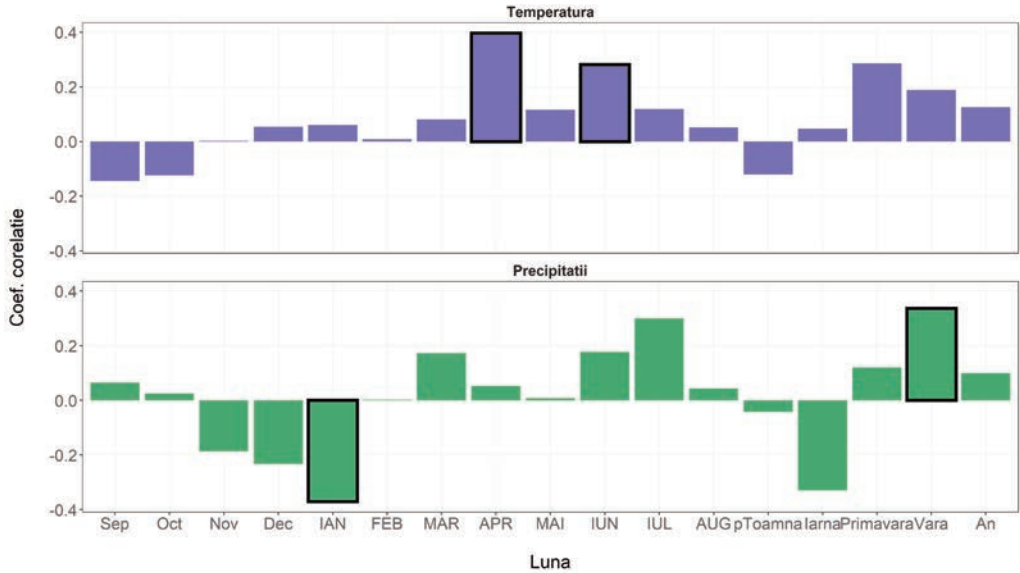 Temperatura
0.4
0.2
0.0
-0.2
-0.4
Coef. corelatie
Precipitatii
0.4
0.2
0.0
-0.2
-0.4
Sep Oct Nov Dec IAN FEB MAR APR MAI IUN IUL AUG pToamna Iarna Primavara Vara An
Luna